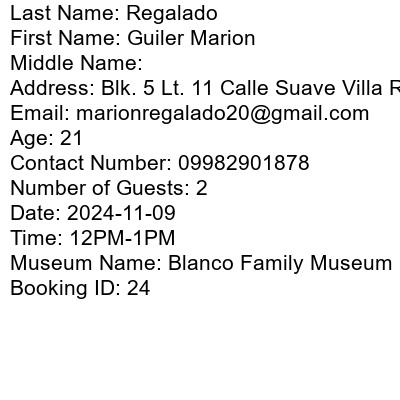 Last Name: Regalado
First Name: Guiler Marion
Middle Name:
Address: Blk. 5 Lt. 11 Calle Suave Villa
Email: marionregalado20@gmail.com
Age: 21
Contact Number: 09982901878
Number of Guests: 2
Date: 2024-11-09
Time: 12PM-1PM
Museum Name: Blanco Family Museum
Booking ID: 24